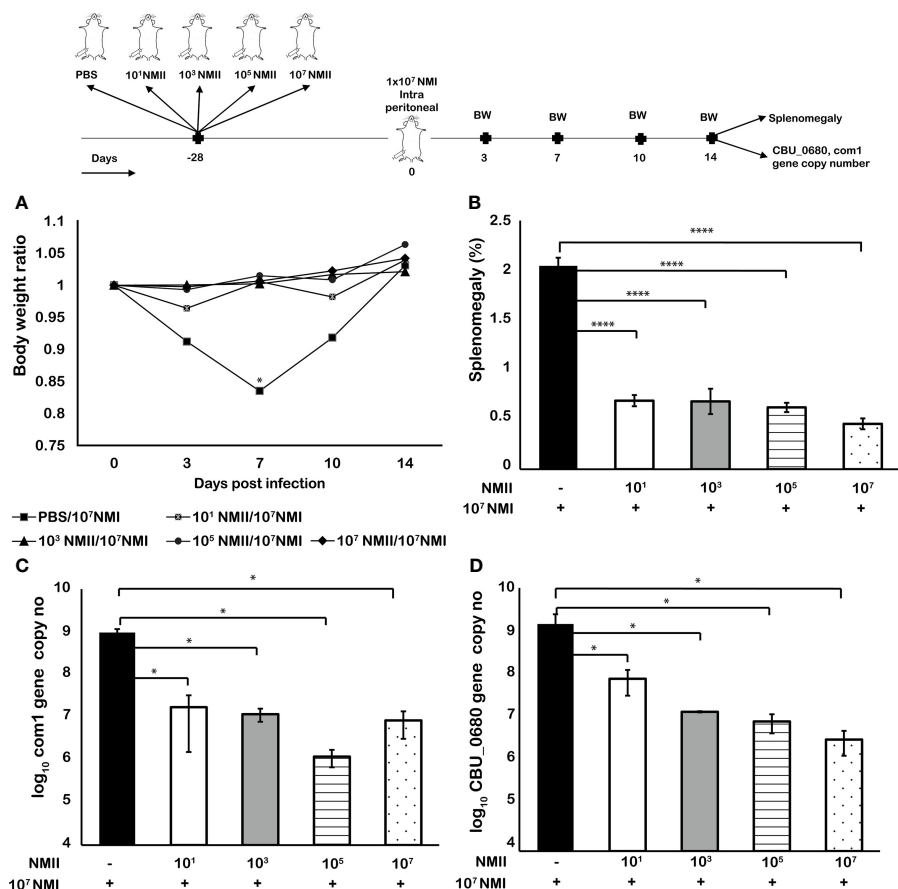 PBS 10¹NMII 10³ NMII 10⁵ NMII 10⁷ NMII
1x10⁷ NMI
Intra
peritoneal
BW BW BW BW
Splenomegaly
CBU_0680, com1
gene copy number
Days -28 0 3 7 10 14
A
Body weight ratio
1.1
1.05
1
0.95
0.9
0.85
0.8
0.75
*
0 3 7 10 14
Days post infection
PBS/10⁷NMI 10¹ NMII/10⁷NMI
10³ NMII/10⁷NMI 10⁵ NMII/10⁷NMI 10⁷ NMII/10⁷NMI
B
Splenomegaly (%)
2.5
2
1.5
1
0.5
0
****
****
****
****
NMII - 10¹ 10³ 10⁵ 10⁷
10⁷ NMI + + + + +
C
log₁₀ com1 gene copy no
10
9
8
7
6
5
4
*
*
*
*
NMII - 10¹ 10³ 10⁵ 10⁷
10⁷ NMI + + + + +
D
log₁₀ CBU_0680 gene copy no
10
9
8
7
6
5
4
*
*
*
*
NMII - 10¹ 10³ 10⁵ 10⁷
10⁷ NMI + + + + +